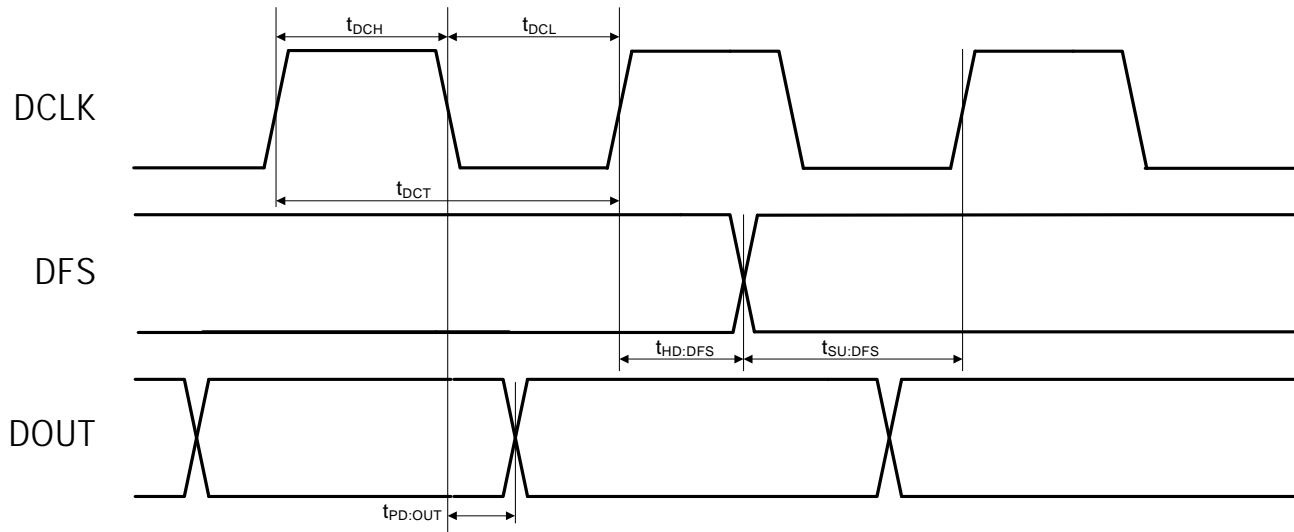 tDCH tDCL
DCLK
tDCT
DFS
tHD:DFS tSU:DFS
DOUT
tPD:OUT